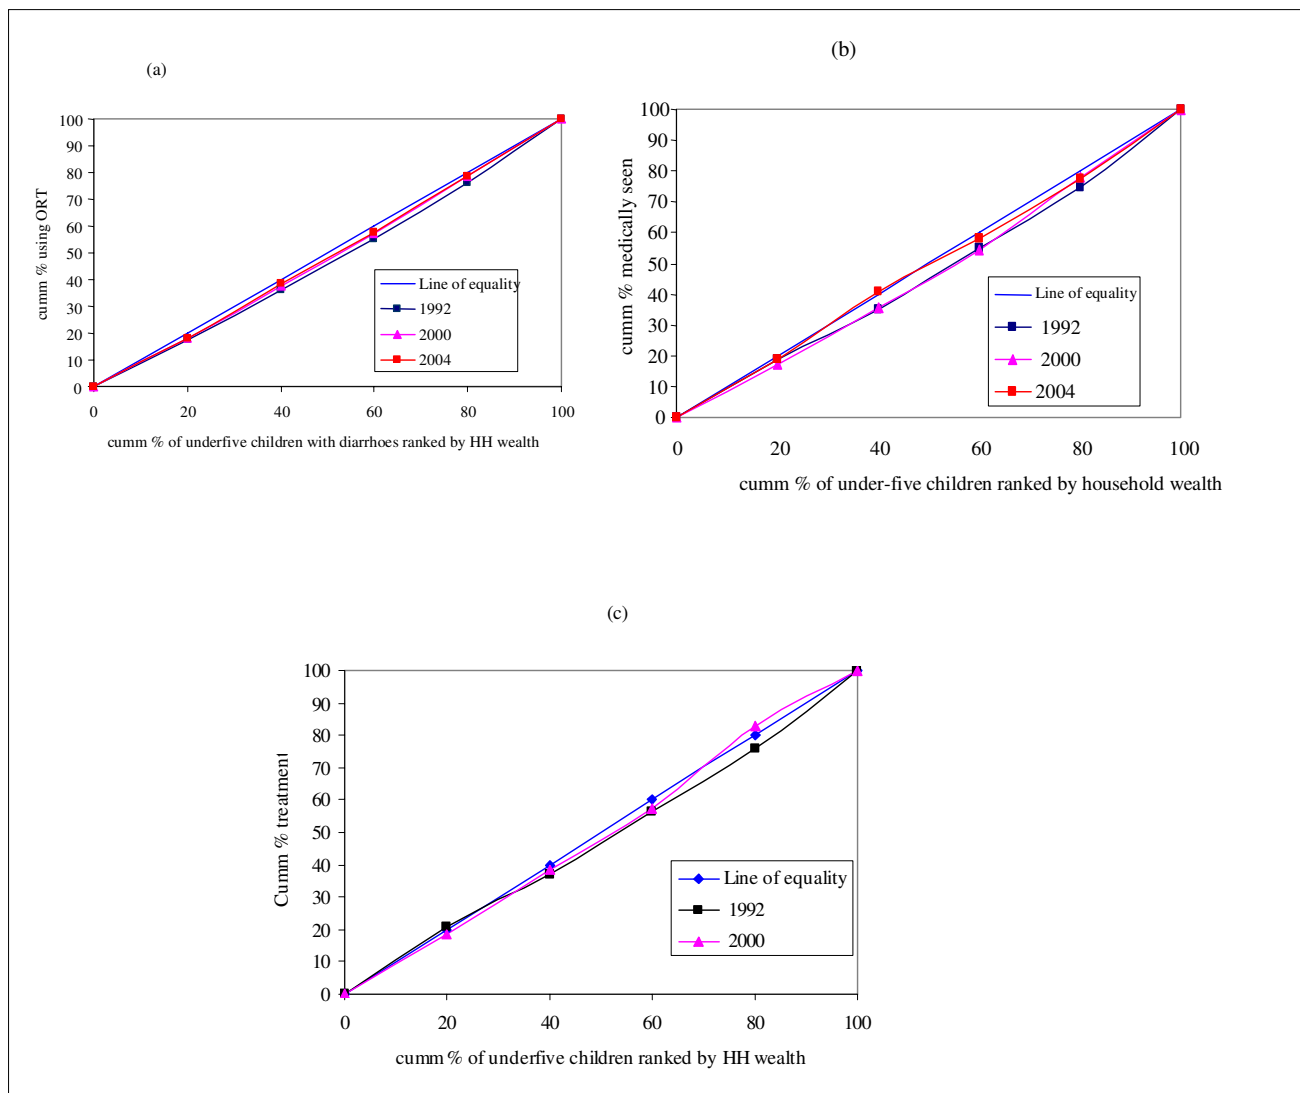 (a)
cumm % using ORT
100
90
80
70
60
50
40
30
20
10
0
Line of equality
1992
2000
2004
0 20 40 60 80 100
cumm % of underfive children with diarrhoes ranked by HH wealth
(b)
cumm % medically seen
100
90
80
70
60
50
40
30
20
10
0
Line of equality
1992
2000
2004
0 20 40 60 80 100
cumm % of under-five children ranked by household wealth
(c)
Cumm % treatment
100
90
80
70
60
50
40
30
20
10
0
Line of equality
1992
2000
0 20 40 60 80 100
cumm % of underfive children ranked by HH wealth